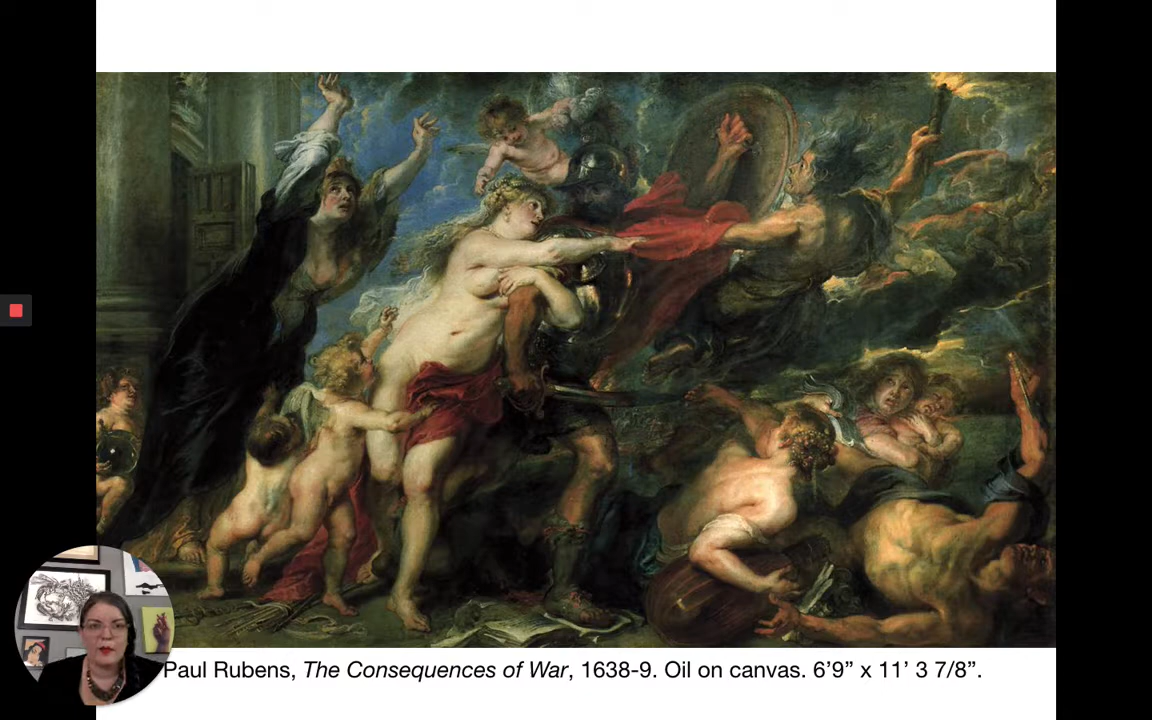 Paul Rubens, The Consequences of War, 1638-9. Oil on canvas. 6’9” x 11’ 3 7/8”.